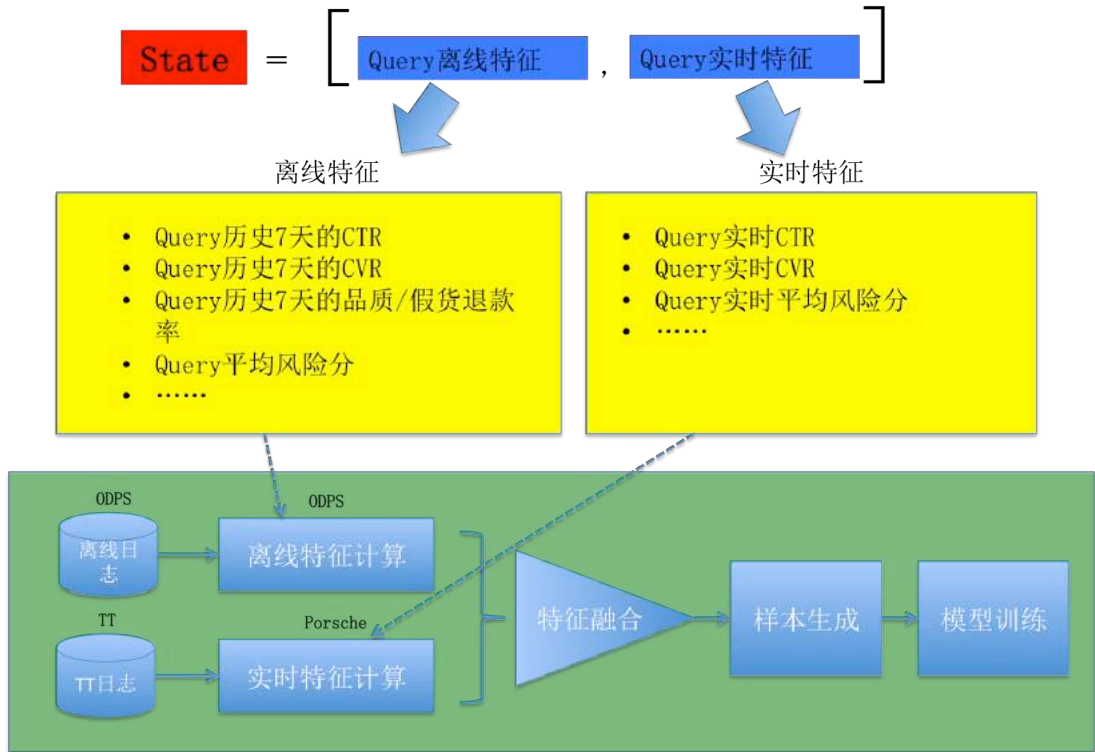 State = [ Query离线特征 , Query实时特征 ]
离线特征
• Query历史7天的CTR
• Query历史7天的CVR
• Query历史7天的品质/假货退款
率
• Query平均风险分
• ……
实时特征
• Query实时CTR
• Query实时CVR
• Query实时平均风险分
• ……
ODPS
离线日
志
ODPS
离线特征计算
TT
TT日志
Porsche
实时特征计算
特征融合
样本生成
模型训练